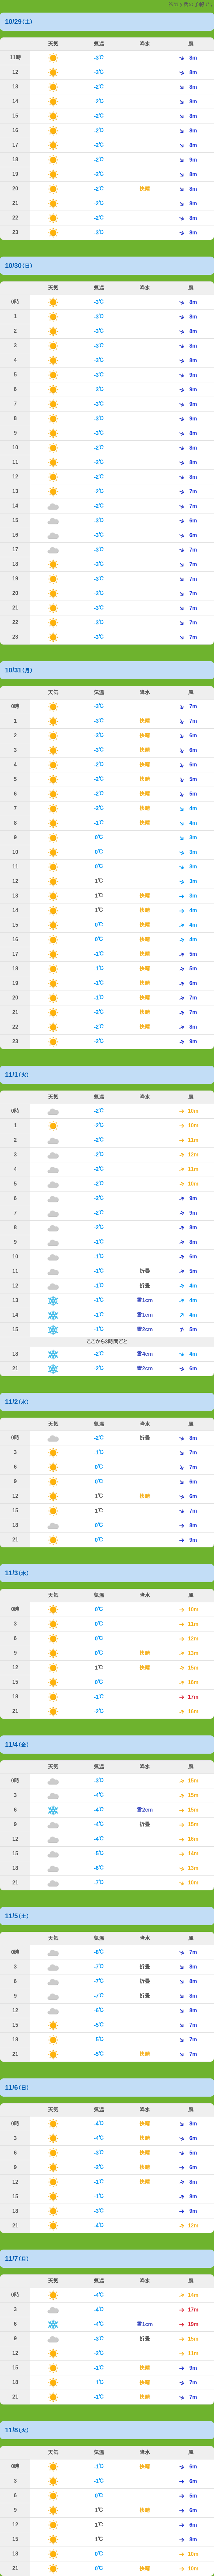 10/29(土)
天気 気温 降水 風
11時 -3℃ 8m
12 -3℃ 8m
13 -2℃ 8m
14 -2℃ 8m
15 -2℃ 8m
16 -2℃ 8m
17 -2℃ 8m
18 -2℃ 9m
19 -2℃ 8m
20 -2℃ 快晴 8m
21 -2℃ 8m
22 -2℃ 8m
23 -3℃ 8m
10/30(日)
天気 気温 降水 風
0時 -3℃ 8m
1 -3℃ 8m
2 -3℃ 8m
3 -3℃ 8m
4 -3℃ 8m
5 -3℃ 9m
6 -3℃ 9m
7 -3℃ 9m
8 -3℃ 9m
9 -3℃ 8m
10 -2℃ 8m
11 -2℃ 8m
12 -2℃ 8m
13 -2℃ 7m
14 -2℃ 7m
15 -3℃ 6m
16 -3℃ 6m
17 -3℃ 7m
18 -3℃ 7m
19 -3℃ 7m
20 -3℃ 7m
21 -3℃ 7m
22 -3℃ 7m
23 -3℃ 7m
10/31(月)
天気 気温 降水 風
0時 -3℃ 7m
1 -3℃ 快晴 7m
2 -3℃ 快晴 6m
3 -3℃ 快晴 6m
4 -2℃ 快晴 6m
5 -2℃ 快晴 5m
6 -2℃ 快晴 5m
7 -2℃ 快晴 4m
8 -1℃ 快晴 4m
9 0℃ 3m
10 0℃ 3m
11 0℃ 3m
12 1℃ 3m
13 1℃ 快晴 3m
14 1℃ 快晴 4m
15 0℃ 快晴 4m
16 0℃ 快晴 4m
17 -1℃ 快晴 5m
18 -1℃ 快晴 5m
19 -1℃ 快晴 6m
20 -1℃ 快晴 7m
21 -2℃ 快晴 7m
22 -2℃ 快晴 8m
23 -2℃ 9m
11/1(火)
天気 気温 降水 風
0時 -2℃ 10m
1 -2℃ 10m
2 -2℃ 11m
3 -2℃ 12m
4 -2℃ 11m
5 -2℃ 10m
6 -2℃ 9m
7 -2℃ 9m
8 -2℃ 8m
9 -1℃ 8m
10 -1℃ 6m
11 -1℃ 折畳 5m
12 -1℃ 折畳 4m
13 -1℃ 雪1cm 4m
14 -1℃ 雪1cm 4m
15 -1℃ 雪2cm 5m
ここから3時間ごと
18 -2℃ 雪4cm 4m
21 -2℃ 雪2cm 6m
11/2(水)
天気 気温 降水 風
0時 -2℃ 折畳 8m
3 -1℃ 7m
6 0℃ 7m
9 0℃ 6m
12 1℃ 快晴 6m
15 1℃ 7m
18 0℃ 8m
21 0℃ 9m
11/3(木)
天気 気温 降水 風
0時 0℃ 10m
3 0℃ 11m
6 0℃ 12m
9 0℃ 快晴 13m
12 1℃ 快晴 15m
15 0℃ 16m
18 -1℃ 17m
21 -2℃ 16m
11/4(金)
天気 気温 降水 風
0時 -3℃ 15m
3 -4℃ 15m
6 -4℃ 雪2cm 15m
9 -4℃ 折畳 15m
12 -4℃ 16m
15 -5℃ 14m
18 -6℃ 13m
21 -7℃ 10m
11/5(土)
天気 気温 降水 風
0時 -8℃ 7m
3 -7℃ 折畳 8m
6 -7℃ 折畳 8m
9 -7℃ 折畳 8m
12 -6℃ 8m
15 -5℃ 7m
18 -5℃ 7m
21 -5℃ 快晴 7m
11/6(日)
天気 気温 降水 風
0時 -4℃ 快晴 8m
3 -4℃ 快晴 6m
6 -3℃ 快晴 5m
9 -2℃ 快晴 6m
12 -1℃ 快晴 8m
15 -1℃ 8m
18 -3℃ 9m
21 -4℃ 12m
11/7(月)
天気 気温 降水 風
0時 -4℃ 14m
3 -4℃ 17m
6 -4℃ 雪1cm 19m
9 -3℃ 折畳 15m
12 -2℃ 11m
15 -1℃ 快晴 9m
18 -1℃ 快晴 7m
21 -1℃ 快晴 7m
11/8(火)
天気 気温 降水 風
0時 -1℃ 快晴 6m
3 -1℃ 6m
6 0℃ 5m
9 1℃ 快晴 6m
12 1℃ 6m
15 1℃ 8m
18 0℃ 10m
21 0℃ 快晴 10m